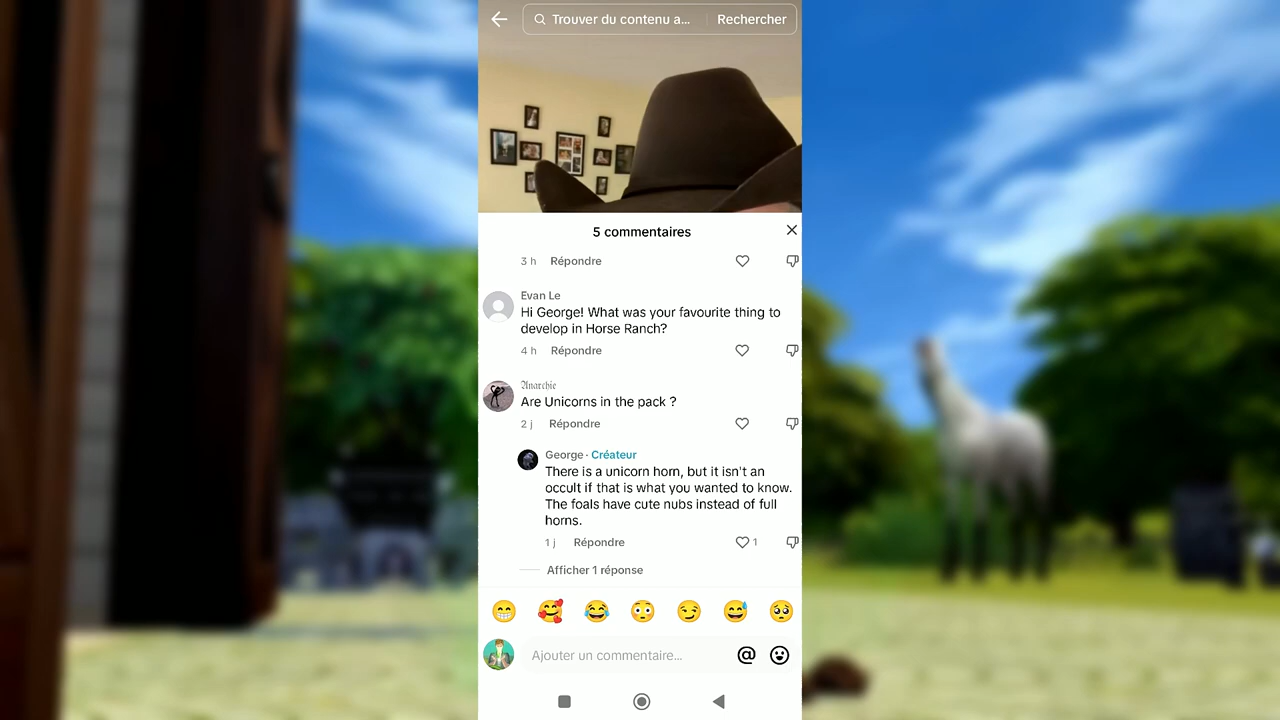 Trouver du contenu a... Rechercher
5 commentaires
3 h Répondre
Evan Le
Hi George! What was your favourite thing to
develop in Horse Ranch?
4 h Répondre
𝔄𝔫𝔞𝔯𝔠𝔥𝔦𝔢
Are Unicorns in the pack ?
2 j Répondre
George · Créateur
There is a unicorn horn, but it isn't an
occult if that is what you wanted to know.
The foals have cute nubs instead of full
horns.
1 j Répondre 1
Afficher 1 réponse
Ajouter un commentaire...